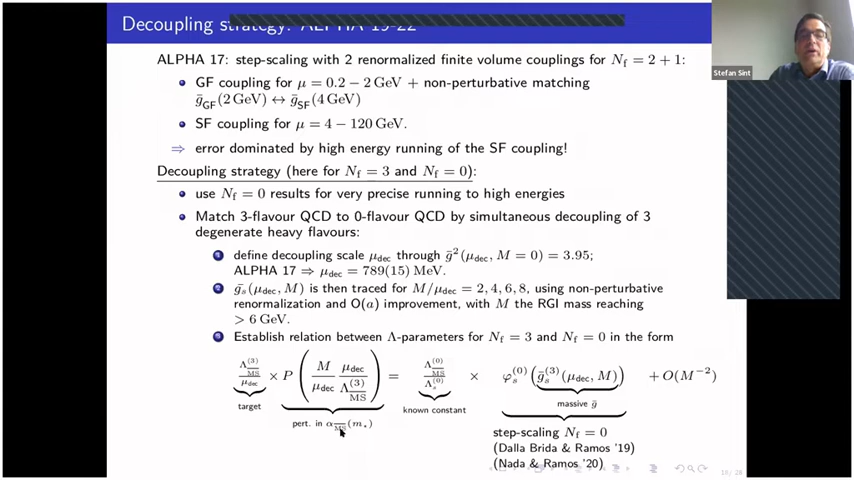 Decoupling strategy: ALPHA 19-22
Stefan Sint
ALPHA 17: step-scaling with 2 renormalized finite volume couplings for N_f = 2 + 1:
• GF coupling for μ = 0.2 − 2 GeV + non-perturbative matching
ḡ_GF(2 GeV) ↔ ḡ_SF(4 GeV)
• SF coupling for μ = 4 − 120 GeV.
⇒ error dominated by high energy running of the SF coupling!
Decoupling strategy (here for N_f = 3 and N_f = 0):
• use N_f = 0 results for very precise running to high energies
• Match 3-flavour QCD to 0-flavour QCD by simultaneous decoupling of 3
degenerate heavy flavours:
1 define decoupling scale μ_dec through ḡ²(μ_dec, M = 0) = 3.95;
ALPHA 17 ⇒ μ_dec = 789(15) MeV.
2 ḡ_s(μ_dec, M) is then traced for M/μ_dec = 2, 4, 6, 8, using non-perturbative
renormalization and O(a) improvement, with M the RGI mass reaching
> 6 GeV.
3 Establish relation between Λ-parameters for N_f = 3 and N_f = 0 in the form
Λ^(3)_MS̄/μ_dec × P(M/μ_dec μ_dec/Λ^(3)_MS̄) = Λ^(0)_MS̄/Λ^(0)_s × φ^(0)_s(ḡ^(3)_s(μ_dec, M)) + O(M^−2)
target
pert. in α_MS̄(m_*)
known constant
massive ḡ
step-scaling N_f = 0
(Dalla Brida & Ramos '19)
(Nada & Ramos '20)